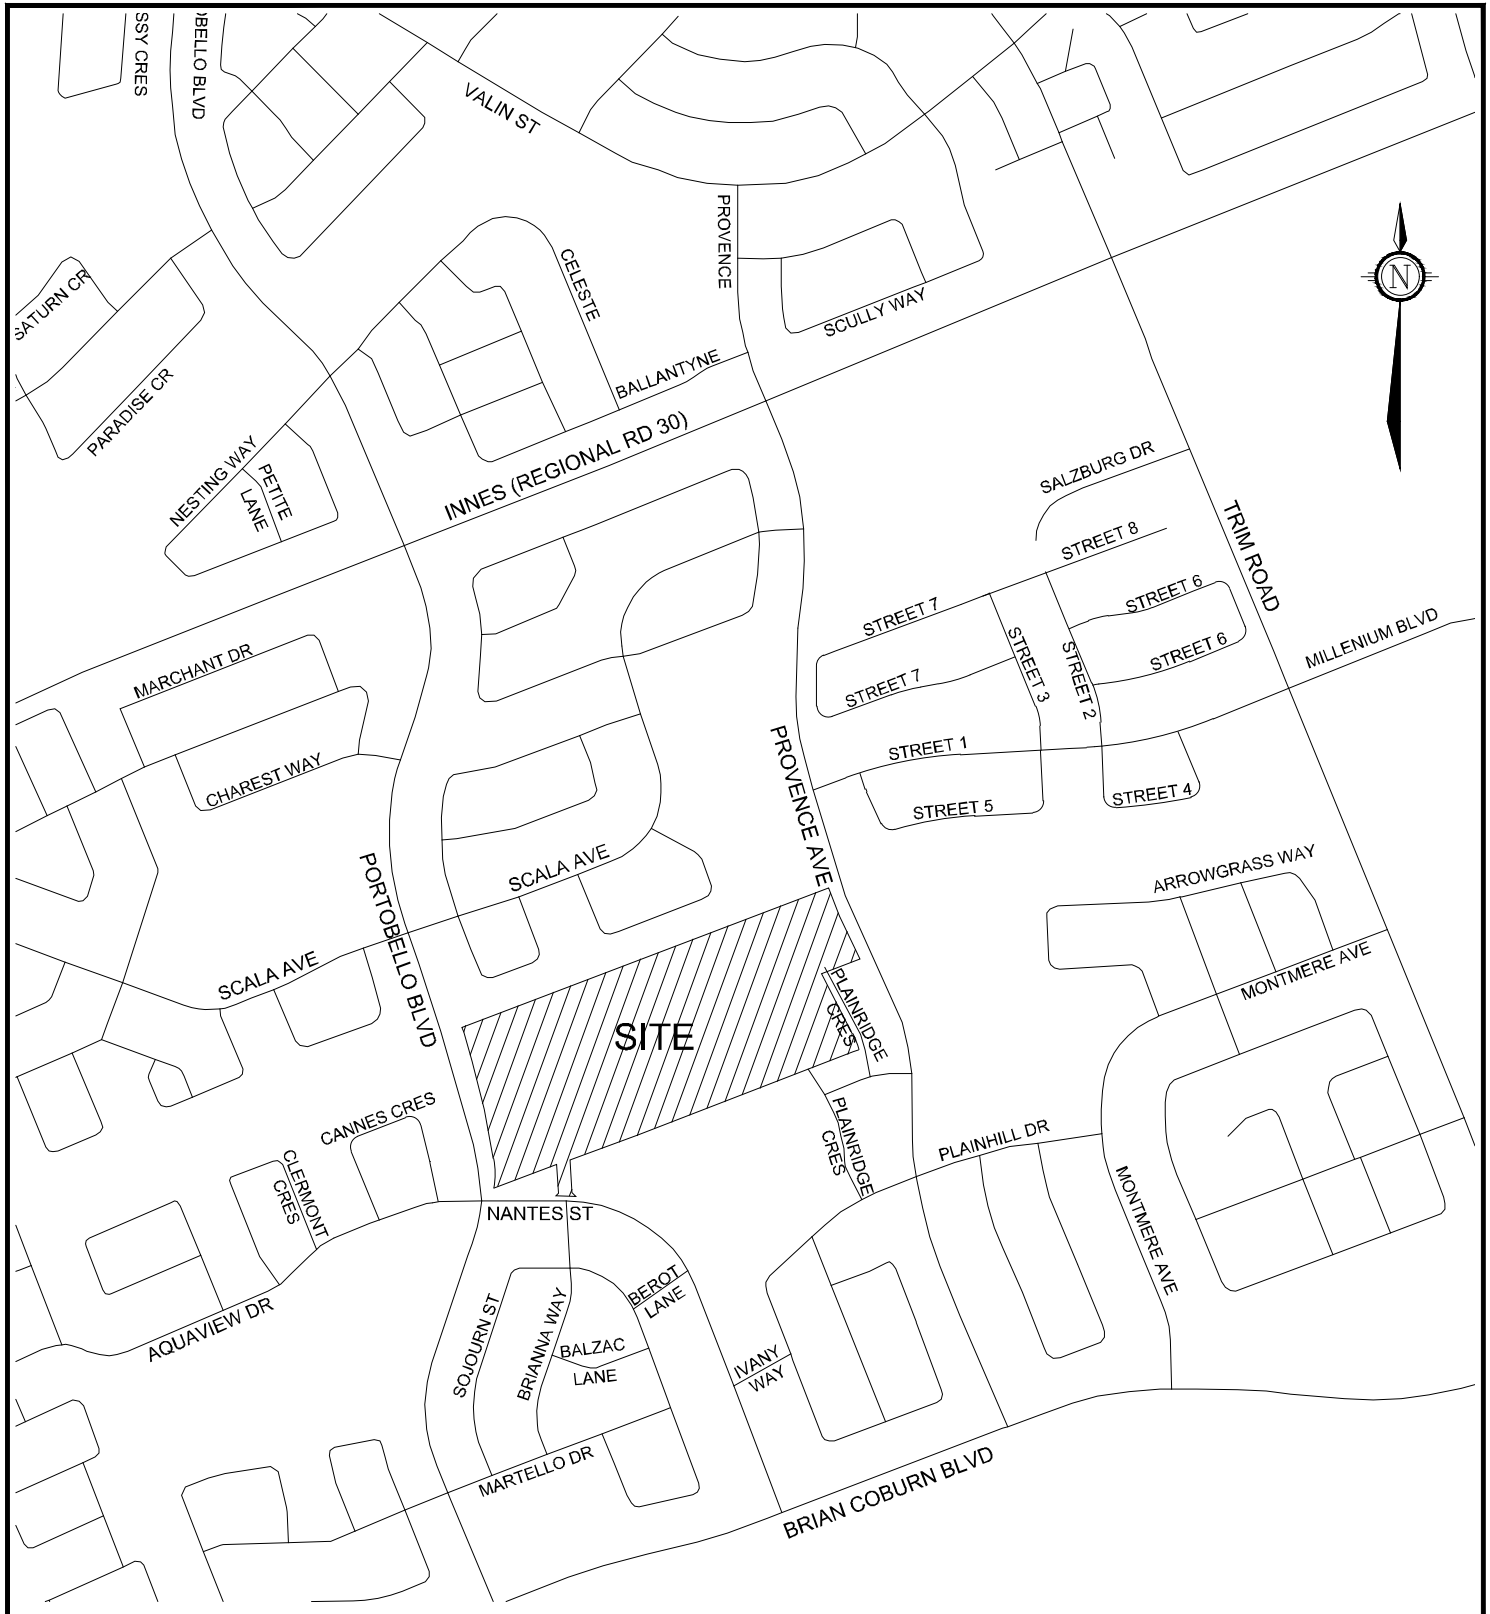 SSY CRES
OBELLO BLVD
VALIN ST
PROVENCE
SATURN CR
CELESTE
N
SCULLY WAY
PARADISE CR
BALLANTYNE
INNES (REGIONAL RD 30)
NESTING WAY
PETITE
LANE
SALZBURG DR
TRIM ROAD
STREET 8
STREET 7
STREET 6
MARCHANT DR
STREET 3
STREET 2
STREET 6
MILLENIUM BLVD
STREET 7
CHAREST WAY
PROVENCE AVE
STREET 1
STREET 5
STREET 4
PORTOBELLO BLVD
SCALA AVE
ARROWGRASS WAY
SCALA AVE
MONTMERE AVE
SITE
PLAINRIDGE
CRES
CANNES CRES
PLAINRIDGE
CRES
PLAINHILL DR
CLERMONT
CRES
NANTES ST
MONTMERE AVE
AQUAVIEW DR
SOJOURN ST
BRIANNA WAY
BEROT
LANE
BALZAC
LANE
IVANY
WAY
MARTELLO DR
BRIAN COBURN BLVD